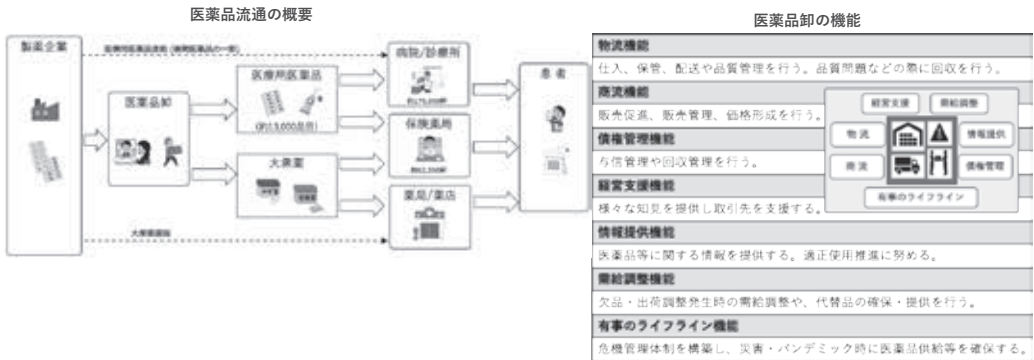 医薬品流通の概要
製薬企業
医薬品卸
医療用医薬品
大衆薬
大衆薬直販
病院/診療所
保険薬局
薬局/薬店
患者
医薬品卸の機能
物流機能
仕入、保管、配送や品質管理を行う。品質問題などの際に回収を行う。
商流機能
販売促進、販売管理、価格形成を行う。
債権管理機能
与信管理や回収管理を行う。
経営支援機能
様々な知見を提供し取引先を支援する。
情報提供機能
医薬品等に関する情報を提供する。適正使用推進に努める。
需給調整機能
欠品・出荷調整発生時の需給調整や、代替品の確保・提供を行う。
有事のライフライン機能
危機管理体制を構築し、災害・パンデミック時に医薬品供給等を確保する。
経営支援
需給調整
物流
情報提供
商流
債権管理
有事のライフライン